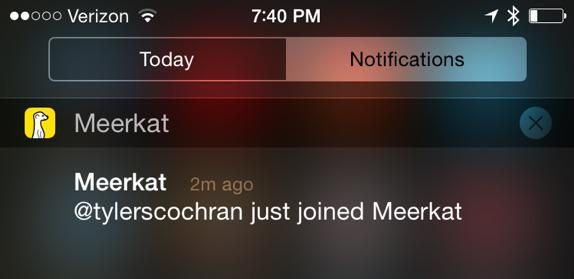 Verizon 7:40 PM
Today Notifications
Meerkat
Meerkat 2m ago
@tylerscochran just joined Meerkat